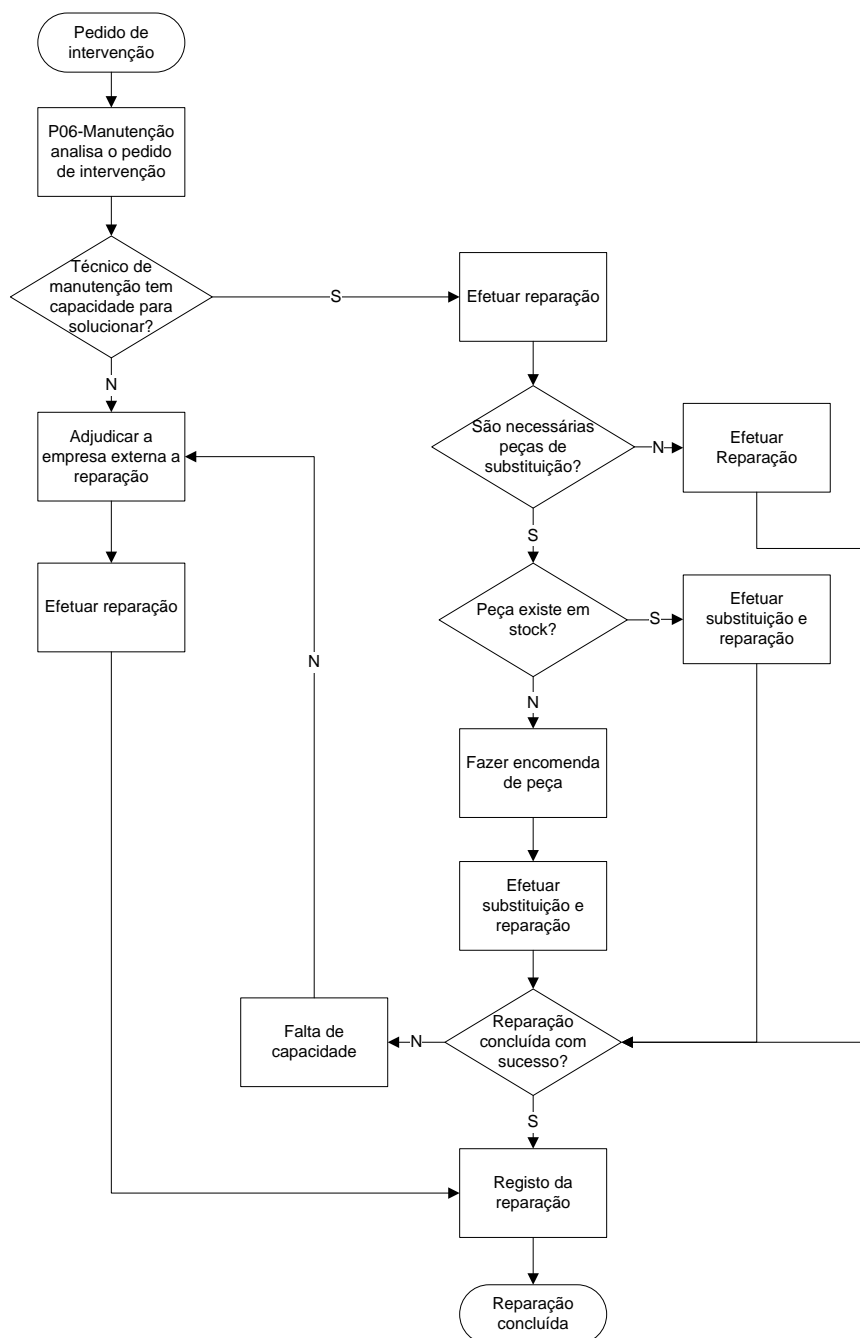 Pedido de
intervenção
P06-Manutenção
analisa o pedido
de intervenção
Técnico de
manutenção tem
capacidade para
solucionar?
S
Efetuar reparação
N
Adjudicar a
empresa externa a
reparação
São necessárias
peças de
substituição?
N
Efetuar
Reparação
S
Efetuar reparação
Peça existe em
stock?
S
Efetuar
substituição e
reparação
N
N
Fazer encomenda
de peça
Efetuar
substituição e
reparação
Reparação
concluída com
sucesso?
N
Falta de
capacidade
S
Registo da
reparação
Reparação
concluída